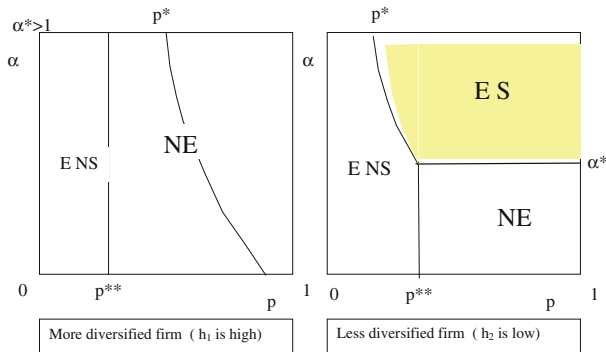 α*>1
p*
p*
α
α
E S
NE
E NS
E NS
α*
NE
0
p**
p
1
0
p**
p
1
More diversified firm ( h₁ is high)
Less diversified firm ( h₂ is low)